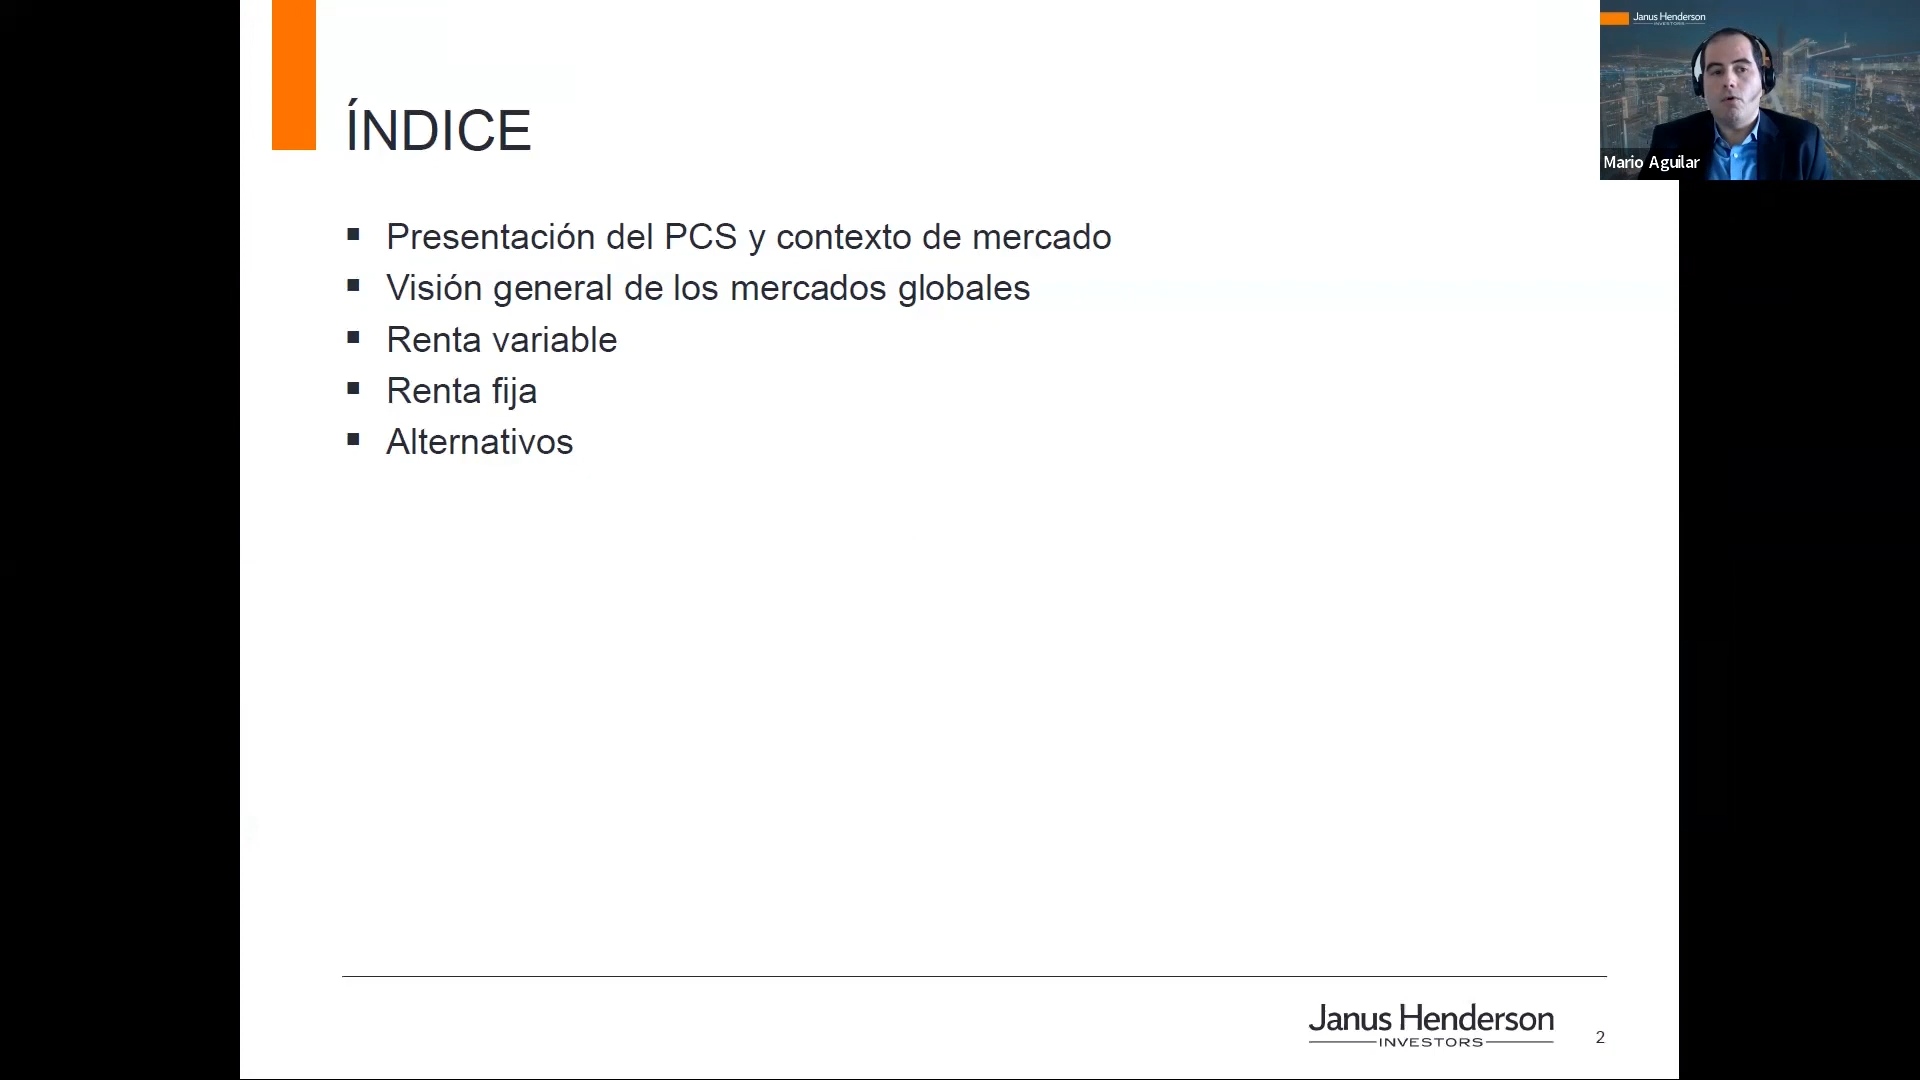 ÍNDICE
Presentación del PCS y contexto de mercado
Visión general de los mercados globales
Renta variable
Renta fija
Alternativos
Janus Henderson
INVESTORS
2
Janus Henderson
INVESTORS
Mario Aguilar